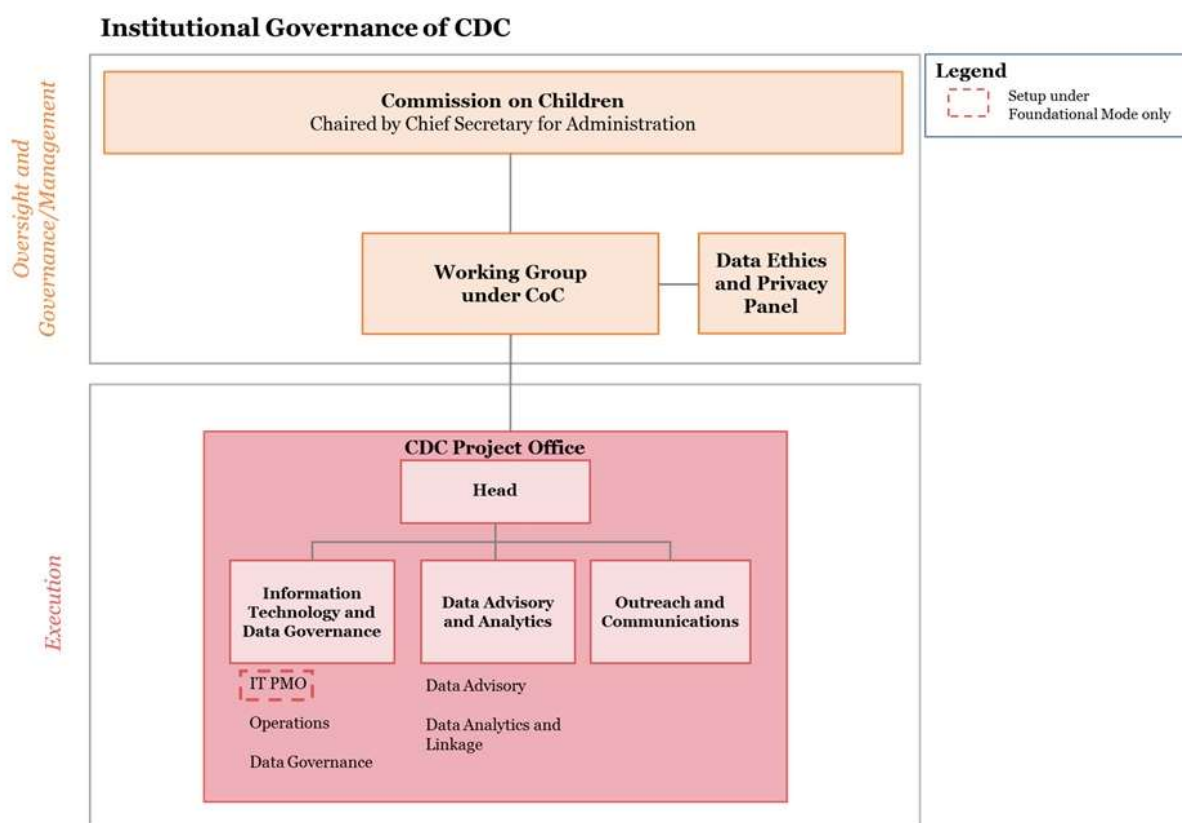 Institutional Governance of CDC
Oversight and
Governance/Management
Commission on Children
Chaired by Chief Secretary for Administration
Legend
Setup under
Foundational Mode only
Working Group
under CoC
Data Ethics
and Privacy
Panel
Execution
CDC Project Office
Head
Information
Technology and
Data Governance
Data Advisory
and Analytics
Outreach and
Communications
IT PMO
Operations
Data Governance
Data Advisory
Data Analytics and
Linkage